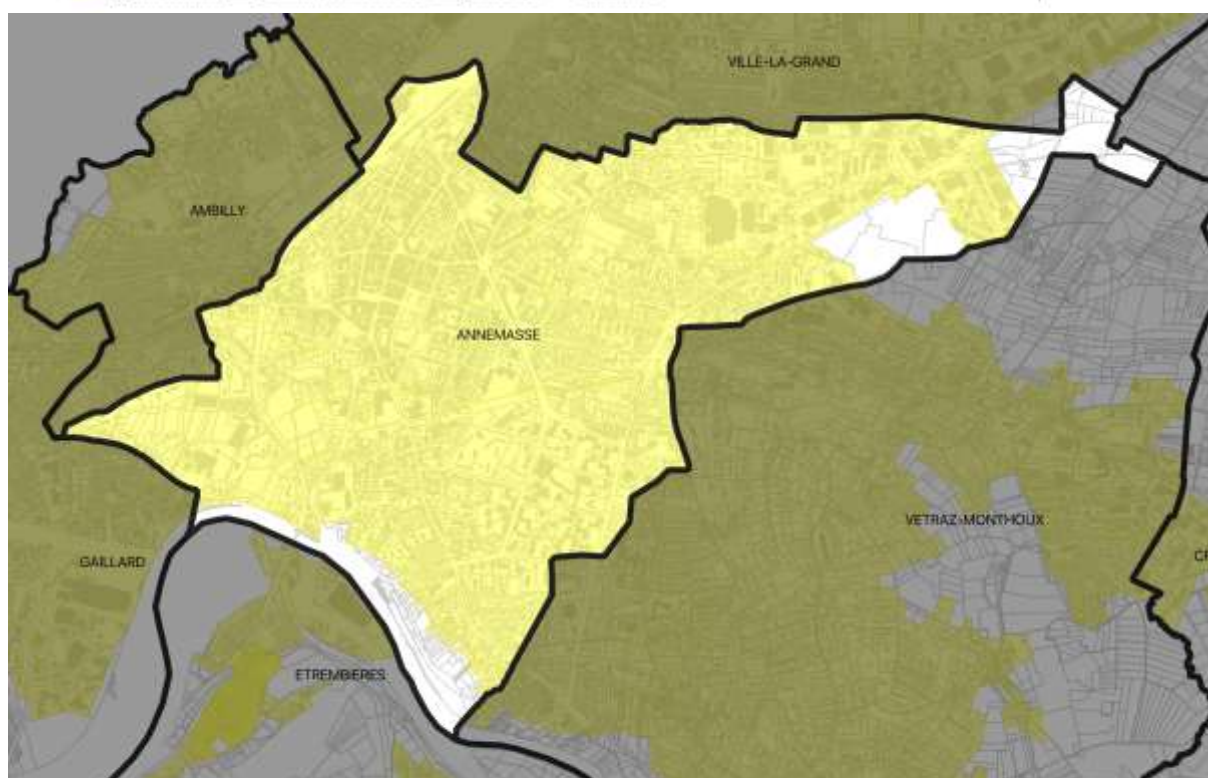 VILLE-LA-GRAND
AMBILLY
ANNEMASSE
VETRAZ-MONTHOUX
GAILLARD
ETREMBIERES